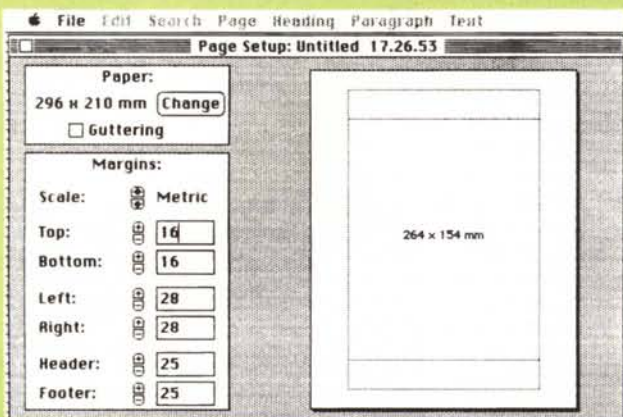 File Edit Search Page Heading Paragraph Text
Page Setup: Untitled 17.26.53
Paper:
296 x 210 mm Change
Guttering
Margins:
Scale: Metric
Top: 16
Bottom: 16
Left: 28
Right: 28
Header: 25
Footer: 25
264 x 154 mm